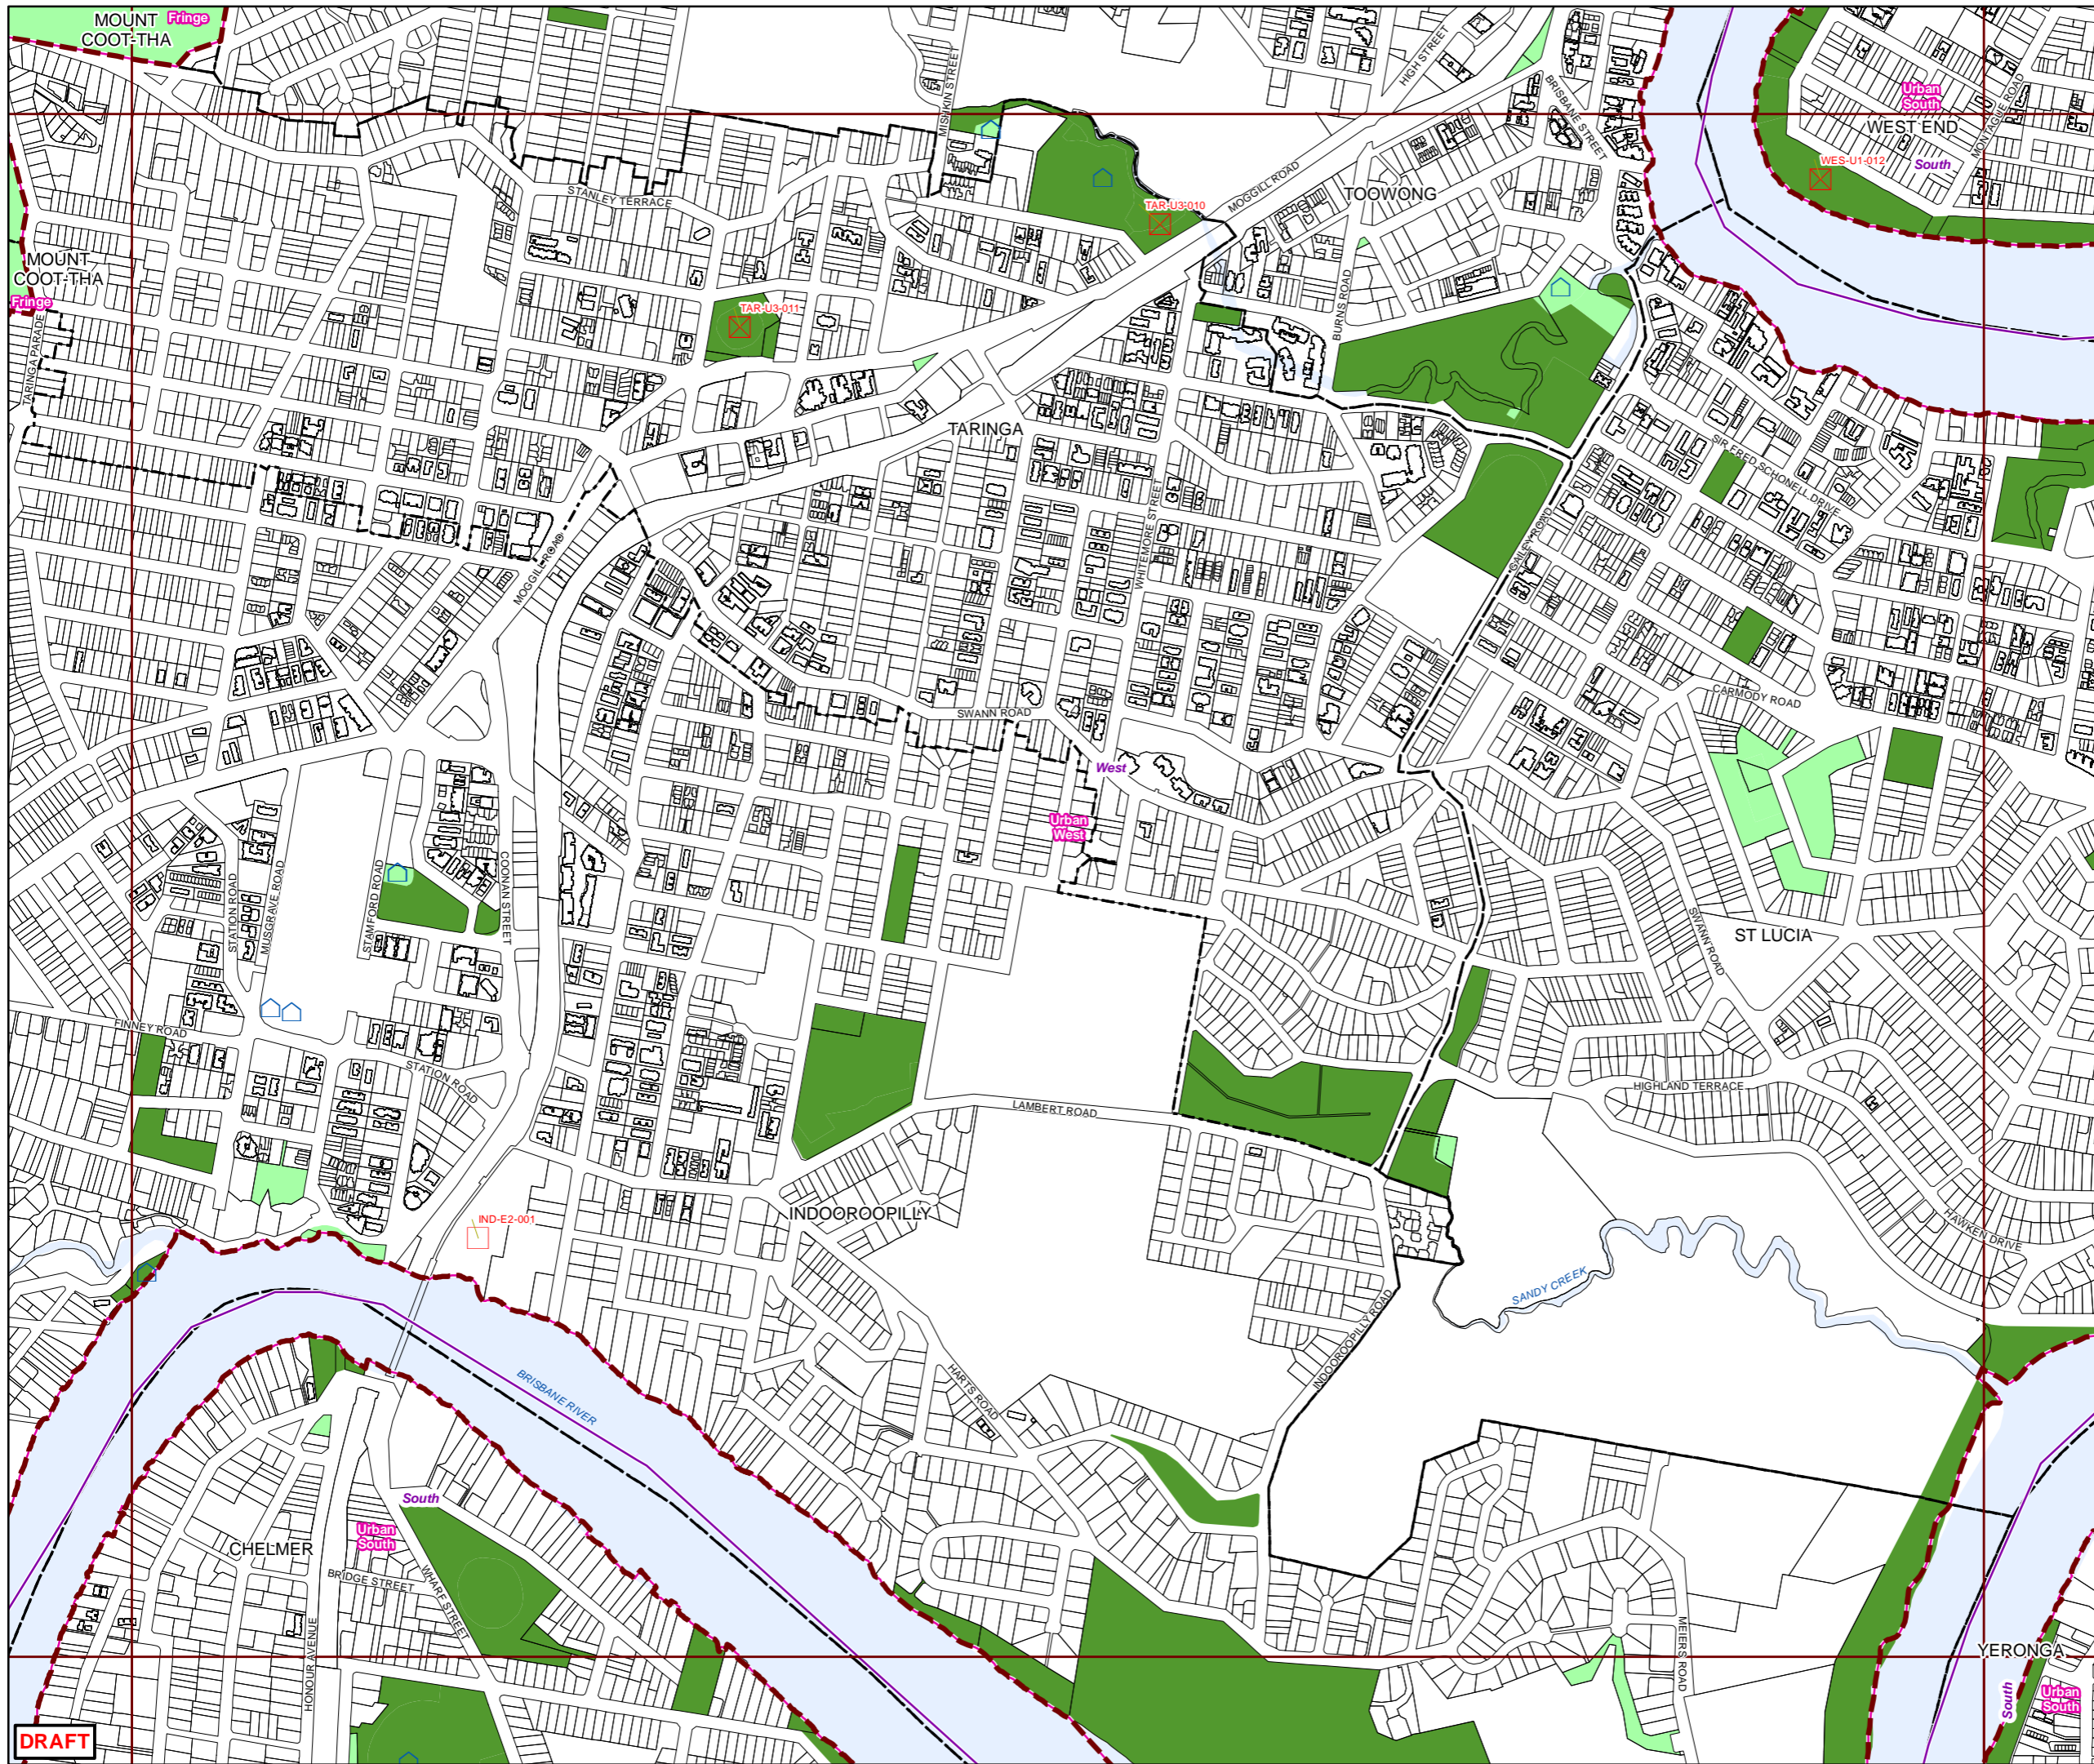 MOUNT
COOT-THA
Fringe
MISKIN STREET
HIGH STREET
BRISBANE STREET
Urban
South
MONTAGUE ROAD
WEST END
South
WES-U1-012
MOGGILL ROAD
TOOWONG
STANLEY TERRACE
TAR-U3-010
MOUNT
COOT-THA
Fringe
TARINGA PARADE
TAR-U3-011
BURNS ROAD
TARINGA
SIR FRED SCHONELL DRIVE
WHITEMORE STREET
MOGGILL ROAD
GAILEY ROAD
CARMODY ROAD
SWANN ROAD
West
Urban
West
STATION ROAD
MUSGRAVE ROAD
STAMFORD ROAD
COONAN STREET
SWANN ROAD
ST LUCIA
FINNEY ROAD
STATION ROAD
HIGHLAND TERRACE
LAMBERT ROAD
IND-E2-001
INDOOROOPILLY
HAWKEN DRIVE
SANDY CREEK
INDOOROOPILLY ROAD
BRISBANE RIVER
HARTS ROAD
South
Urban
South
CHELMER
BRIDGE STREET
WHARF STREET
HONOUR AVENUE
MEIERS ROAD
YERONGA
South
Urban
South
DRAFT